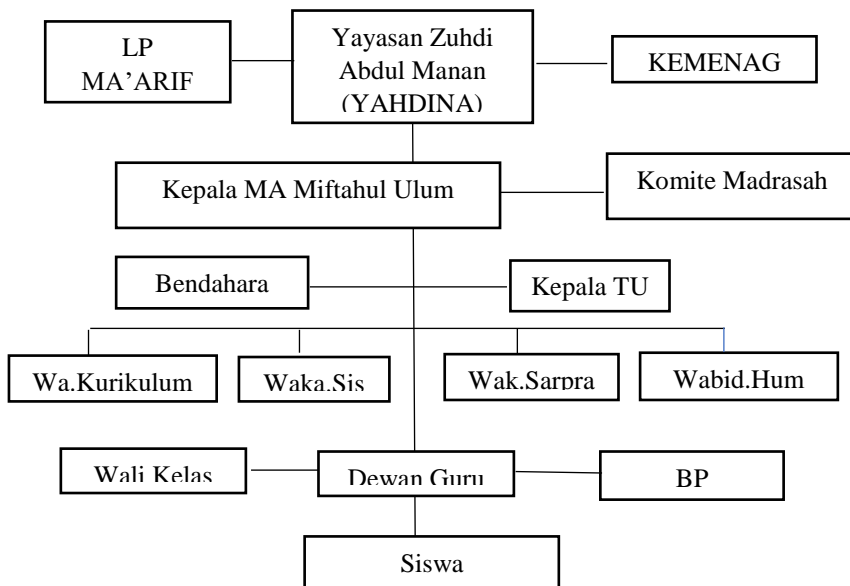 LP
MA’ARIF
Yayasan Zuhdi
Abdul Manan
(YAHDINA)
KEMENAG
Kepala MA Miftahul Ulum
Komite Madrasah
Bendahara
Kepala TU
Wa.Kurikulum
Waka.Sis
Wak.Sarpra
Wabid.Hum
Wali Kelas
Dewan Guru
BP
Siswa